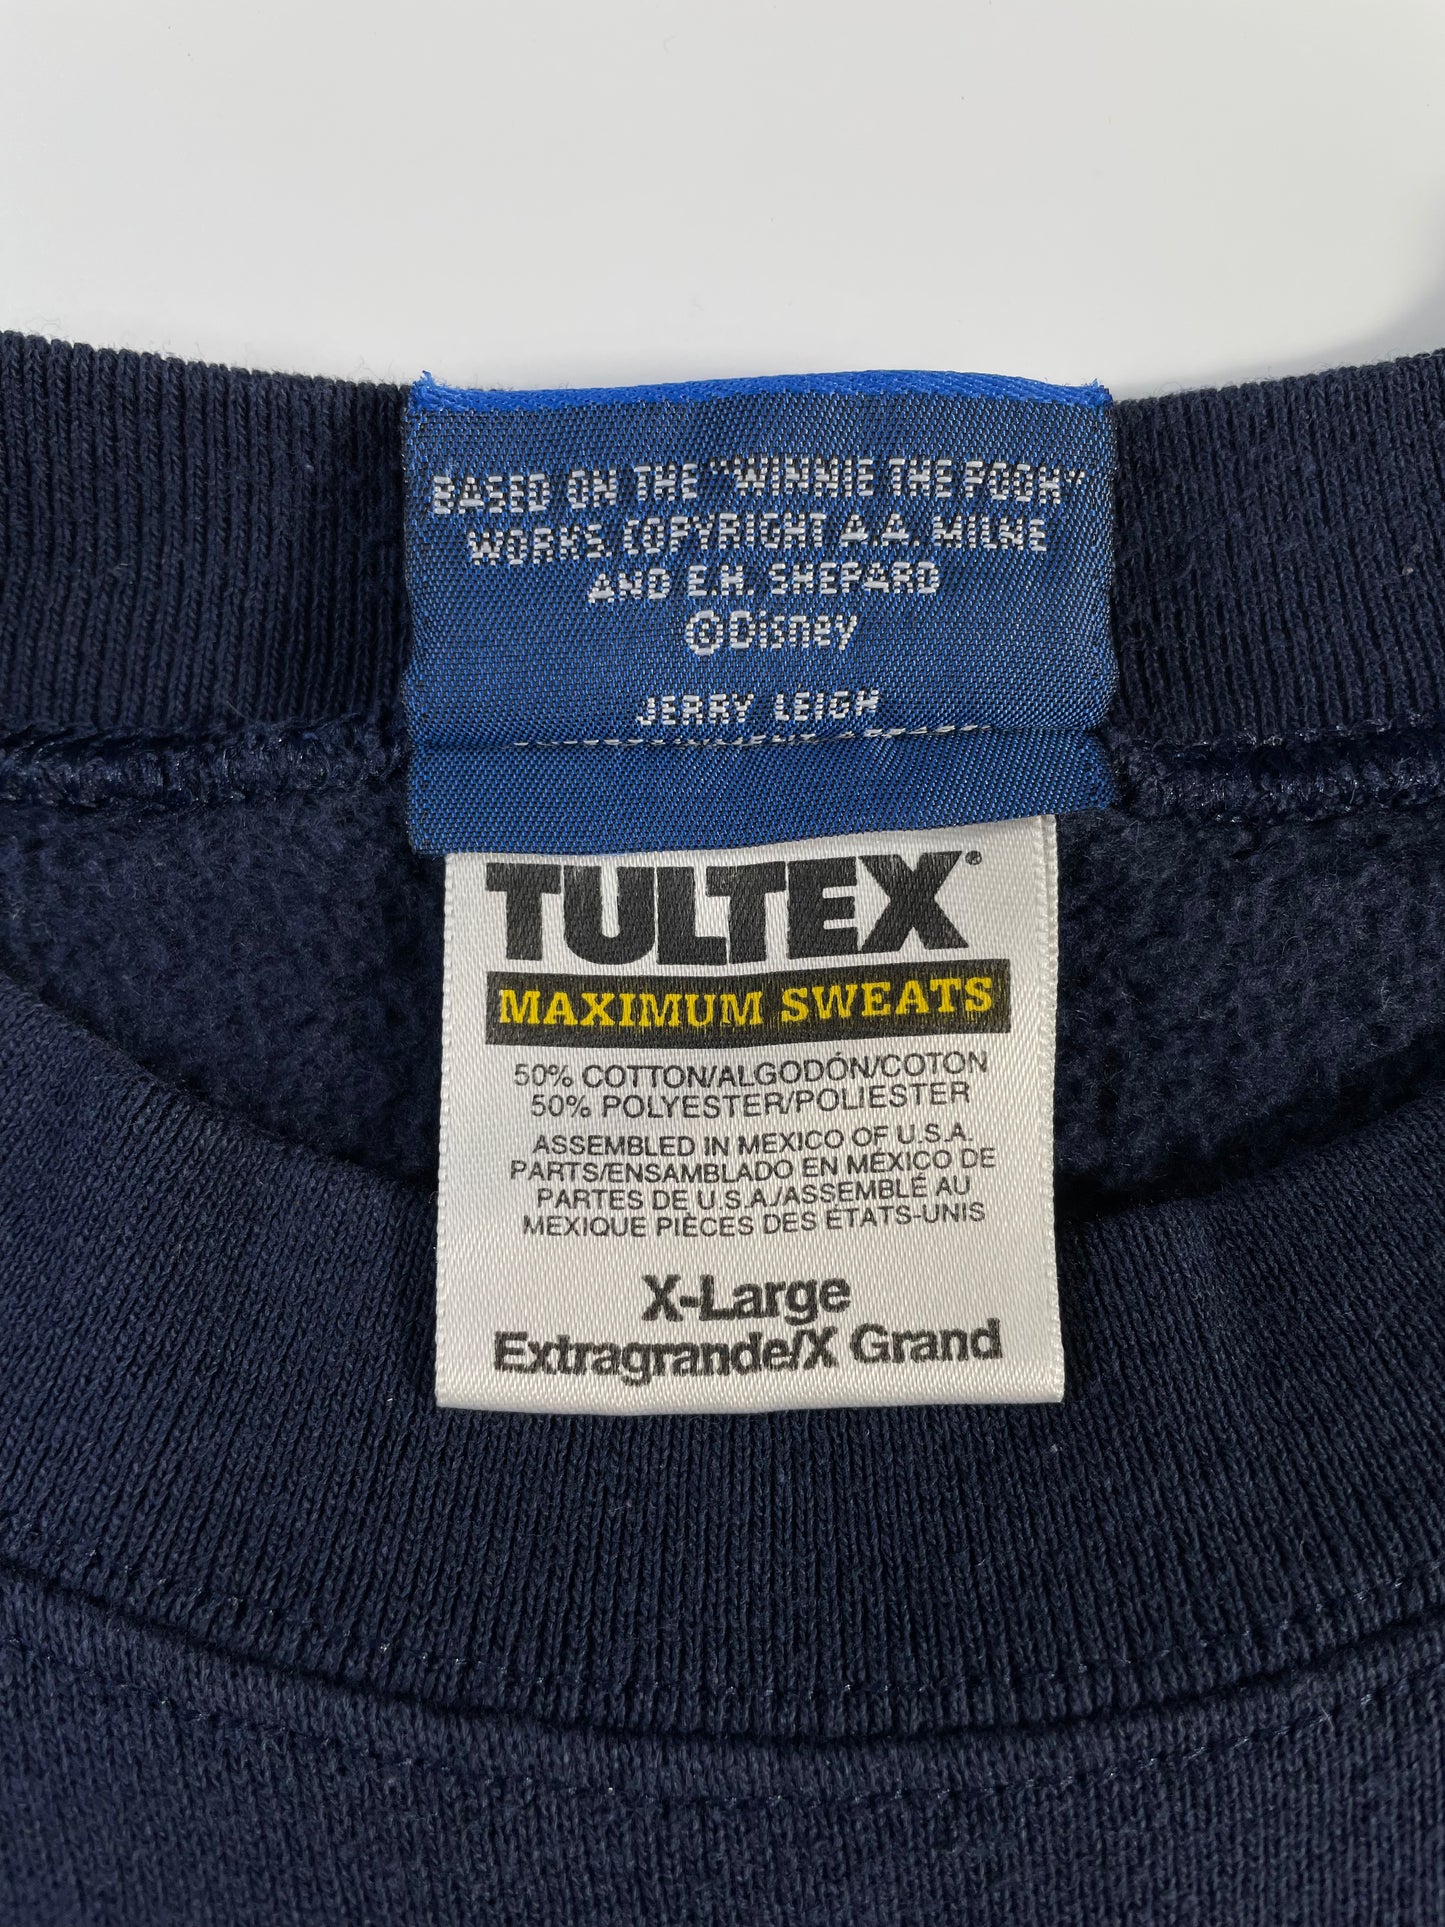 BASED ON THE "WINNIE THE POOH"
WORKS, COPYRIGHT A.A. MILNE
AND E.H. SHEPARD
©Disney
JERRY LEIGH
TULTEX®
MAXIMUM SWEATS
50% COTTON/ALGODÓN/COTON
50% POLYESTER/POLIESTER
ASSEMBLED IN MEXICO OF U.S.A.
PARTS/ENSAMBLADO EN MÉXICO DE
PARTES DE U.S.A./ASSEMBLÉ AU
MEXIQUE PIÈCES DES ÉTATS-UNIS
X-Large
Extragrande/X Grand